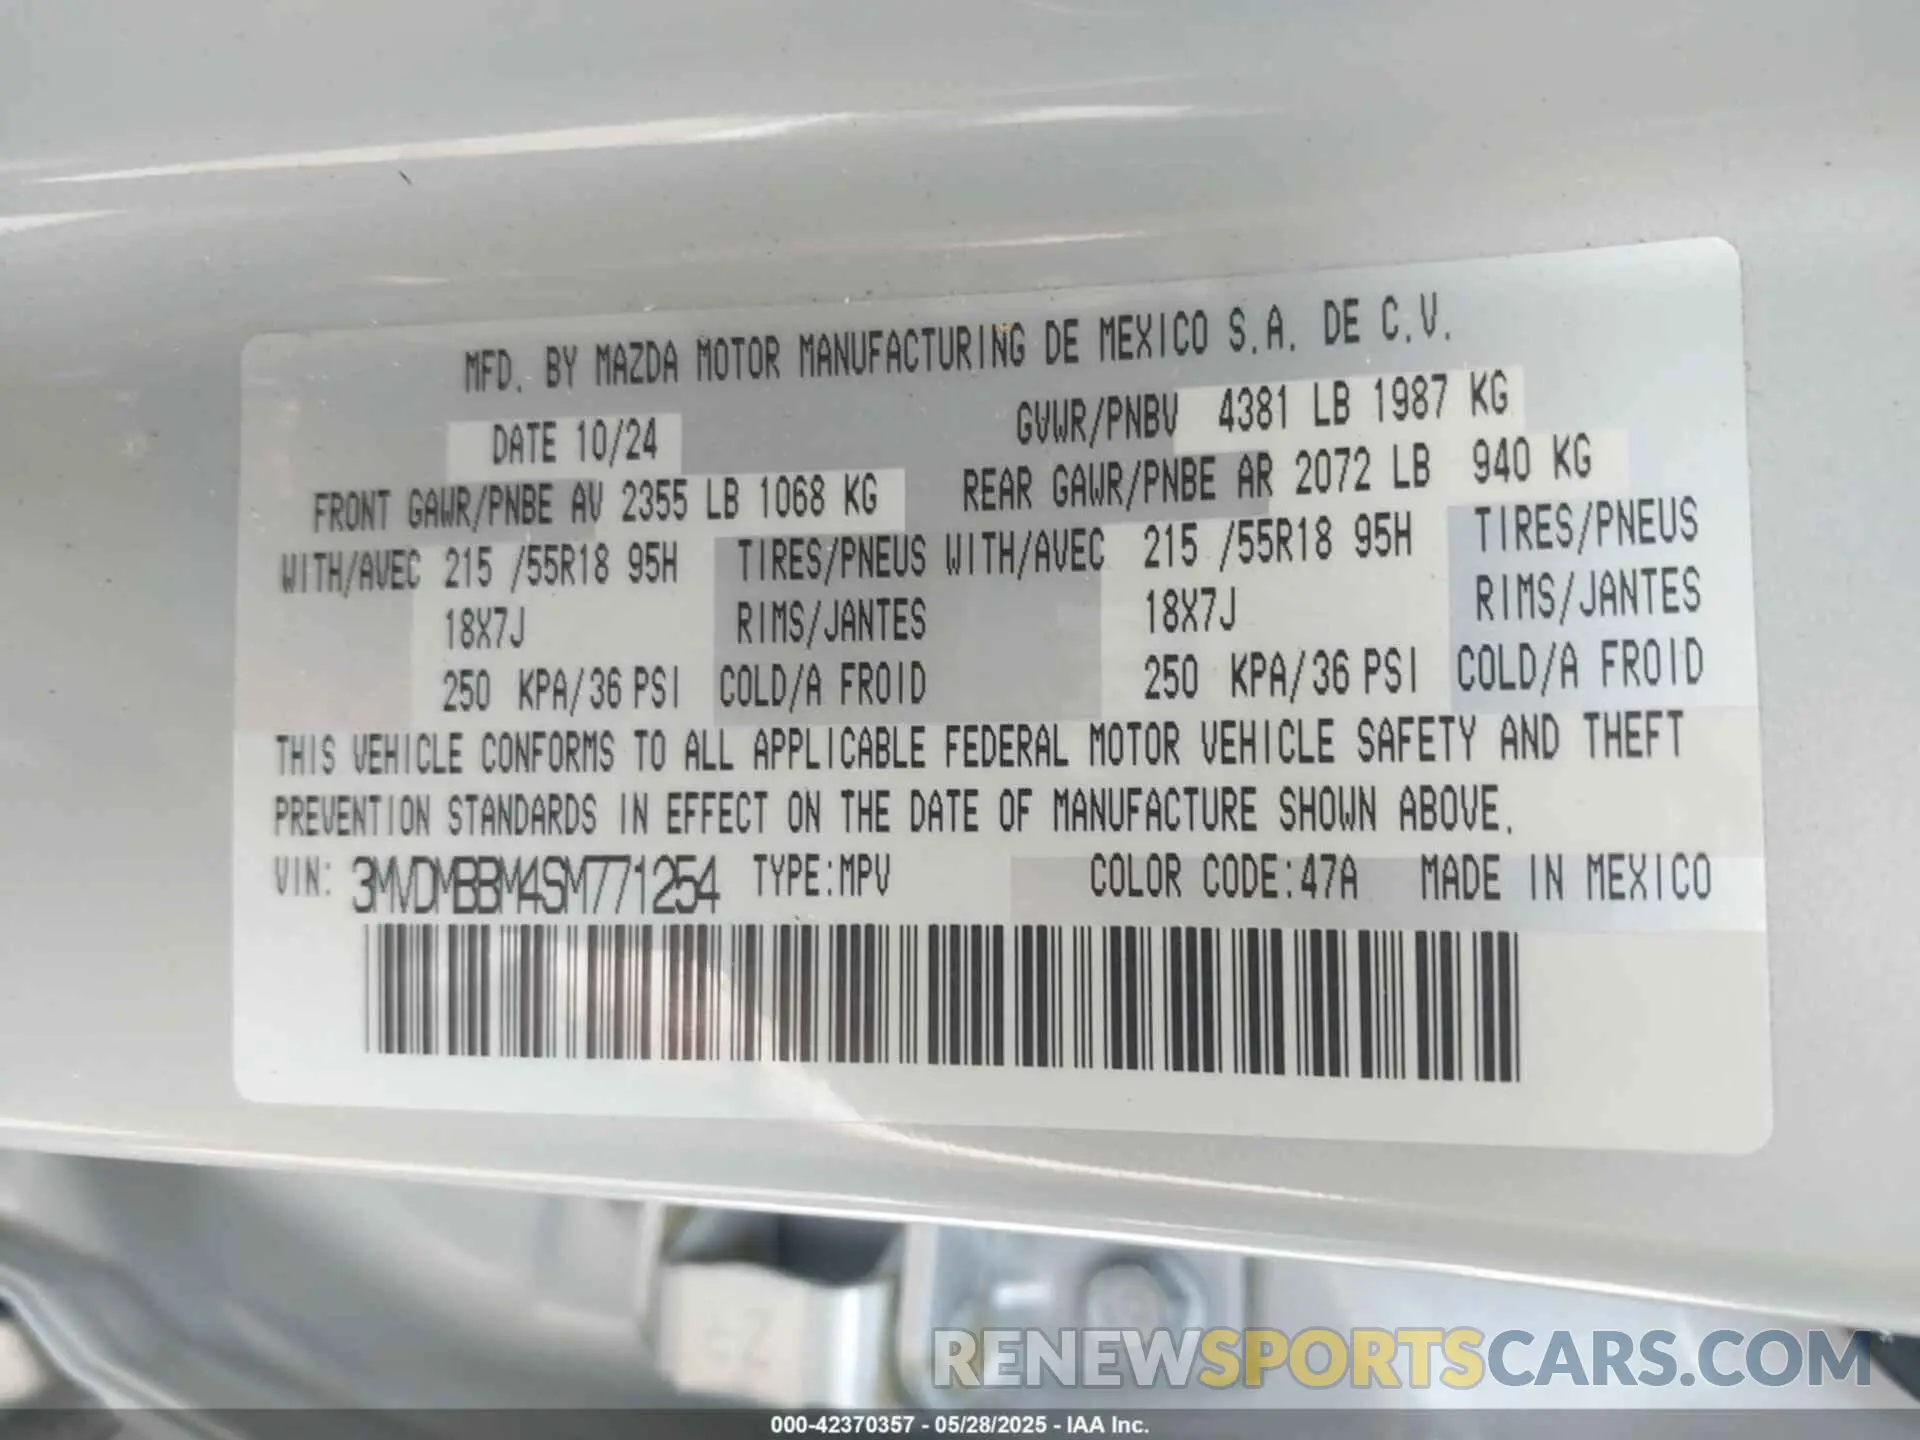 MFD. BY MAZDA MOTOR MANUFACTURING DE MEXICO S.A. DE C.V.
DATE 10/24 GVWR/PNBV 4381 LB 1987 KG
FRONT GAWR/PNBE AV 2355 LB 1068 KG REAR GAWR/PNBE AR 2072 LB 940 KG
WITH/AVEC 215 /55R18 95H TIRES/PNEUS WITH/AVEC 215 /55R18 95H TIRES/PNEUS
18X7J RIMS/JANTES 18X7J RIMS/JANTES
250 KPA/36 PSI COLD/A FROID 250 KPA/36 PSI COLD/A FROID
THIS VEHICLE CONFORMS TO ALL APPLICABLE FEDERAL MOTOR VEHICLE SAFETY AND THEFT
PREVENTION STANDARDS IN EFFECT ON THE DATE OF MANUFACTURE SHOWN ABOVE.
VIN: 3MVDMBBM4SM771254 TYPE:MPV COLOR CODE:47A MADE IN MEXICO
RENEWSPORTSCARS.COM
000-42370357 - 05/28/2025 - IAA Inc.